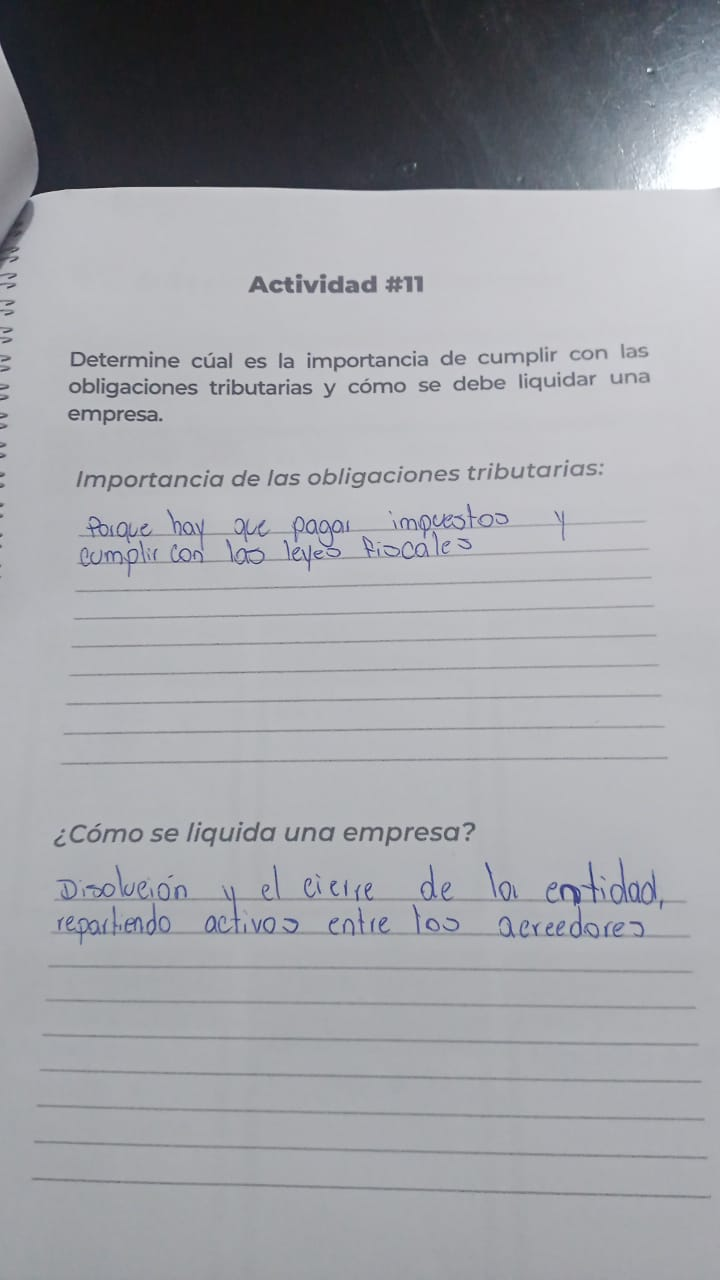 Actividad #11
Determine cúal es la importancia de cumplir con las
obligaciones tributarias y cómo se debe liquidar una
empresa.
Importancia de las obligaciones tributarias:
Porque hay que pagar impuestos y
cumplir con las leyes fiscales
¿Cómo se liquida una empresa?
Disolución y el cierre de la entidad,
repartiendo activos entre los acreedores